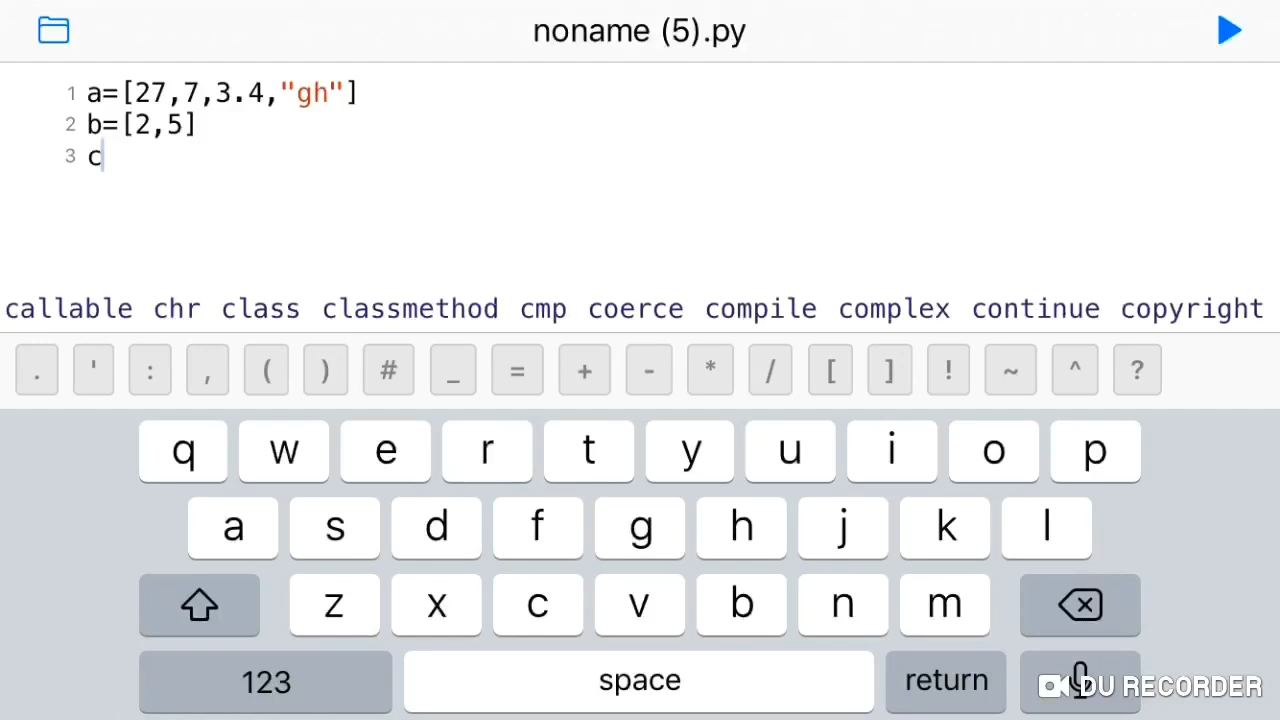 noname (5).py
1 a=[27,7,3.4,"gh"]
2 b=[2,5]
3 c
callable chr class classmethod cmp coerce compile complex continue copyright
. ' : , ( ) # _ = + - * / [ ] ! ~ ^ ?
q w e r t y u i o p
a s d f g h j k l
z x c v b n m
123 space return
DU RECORDER